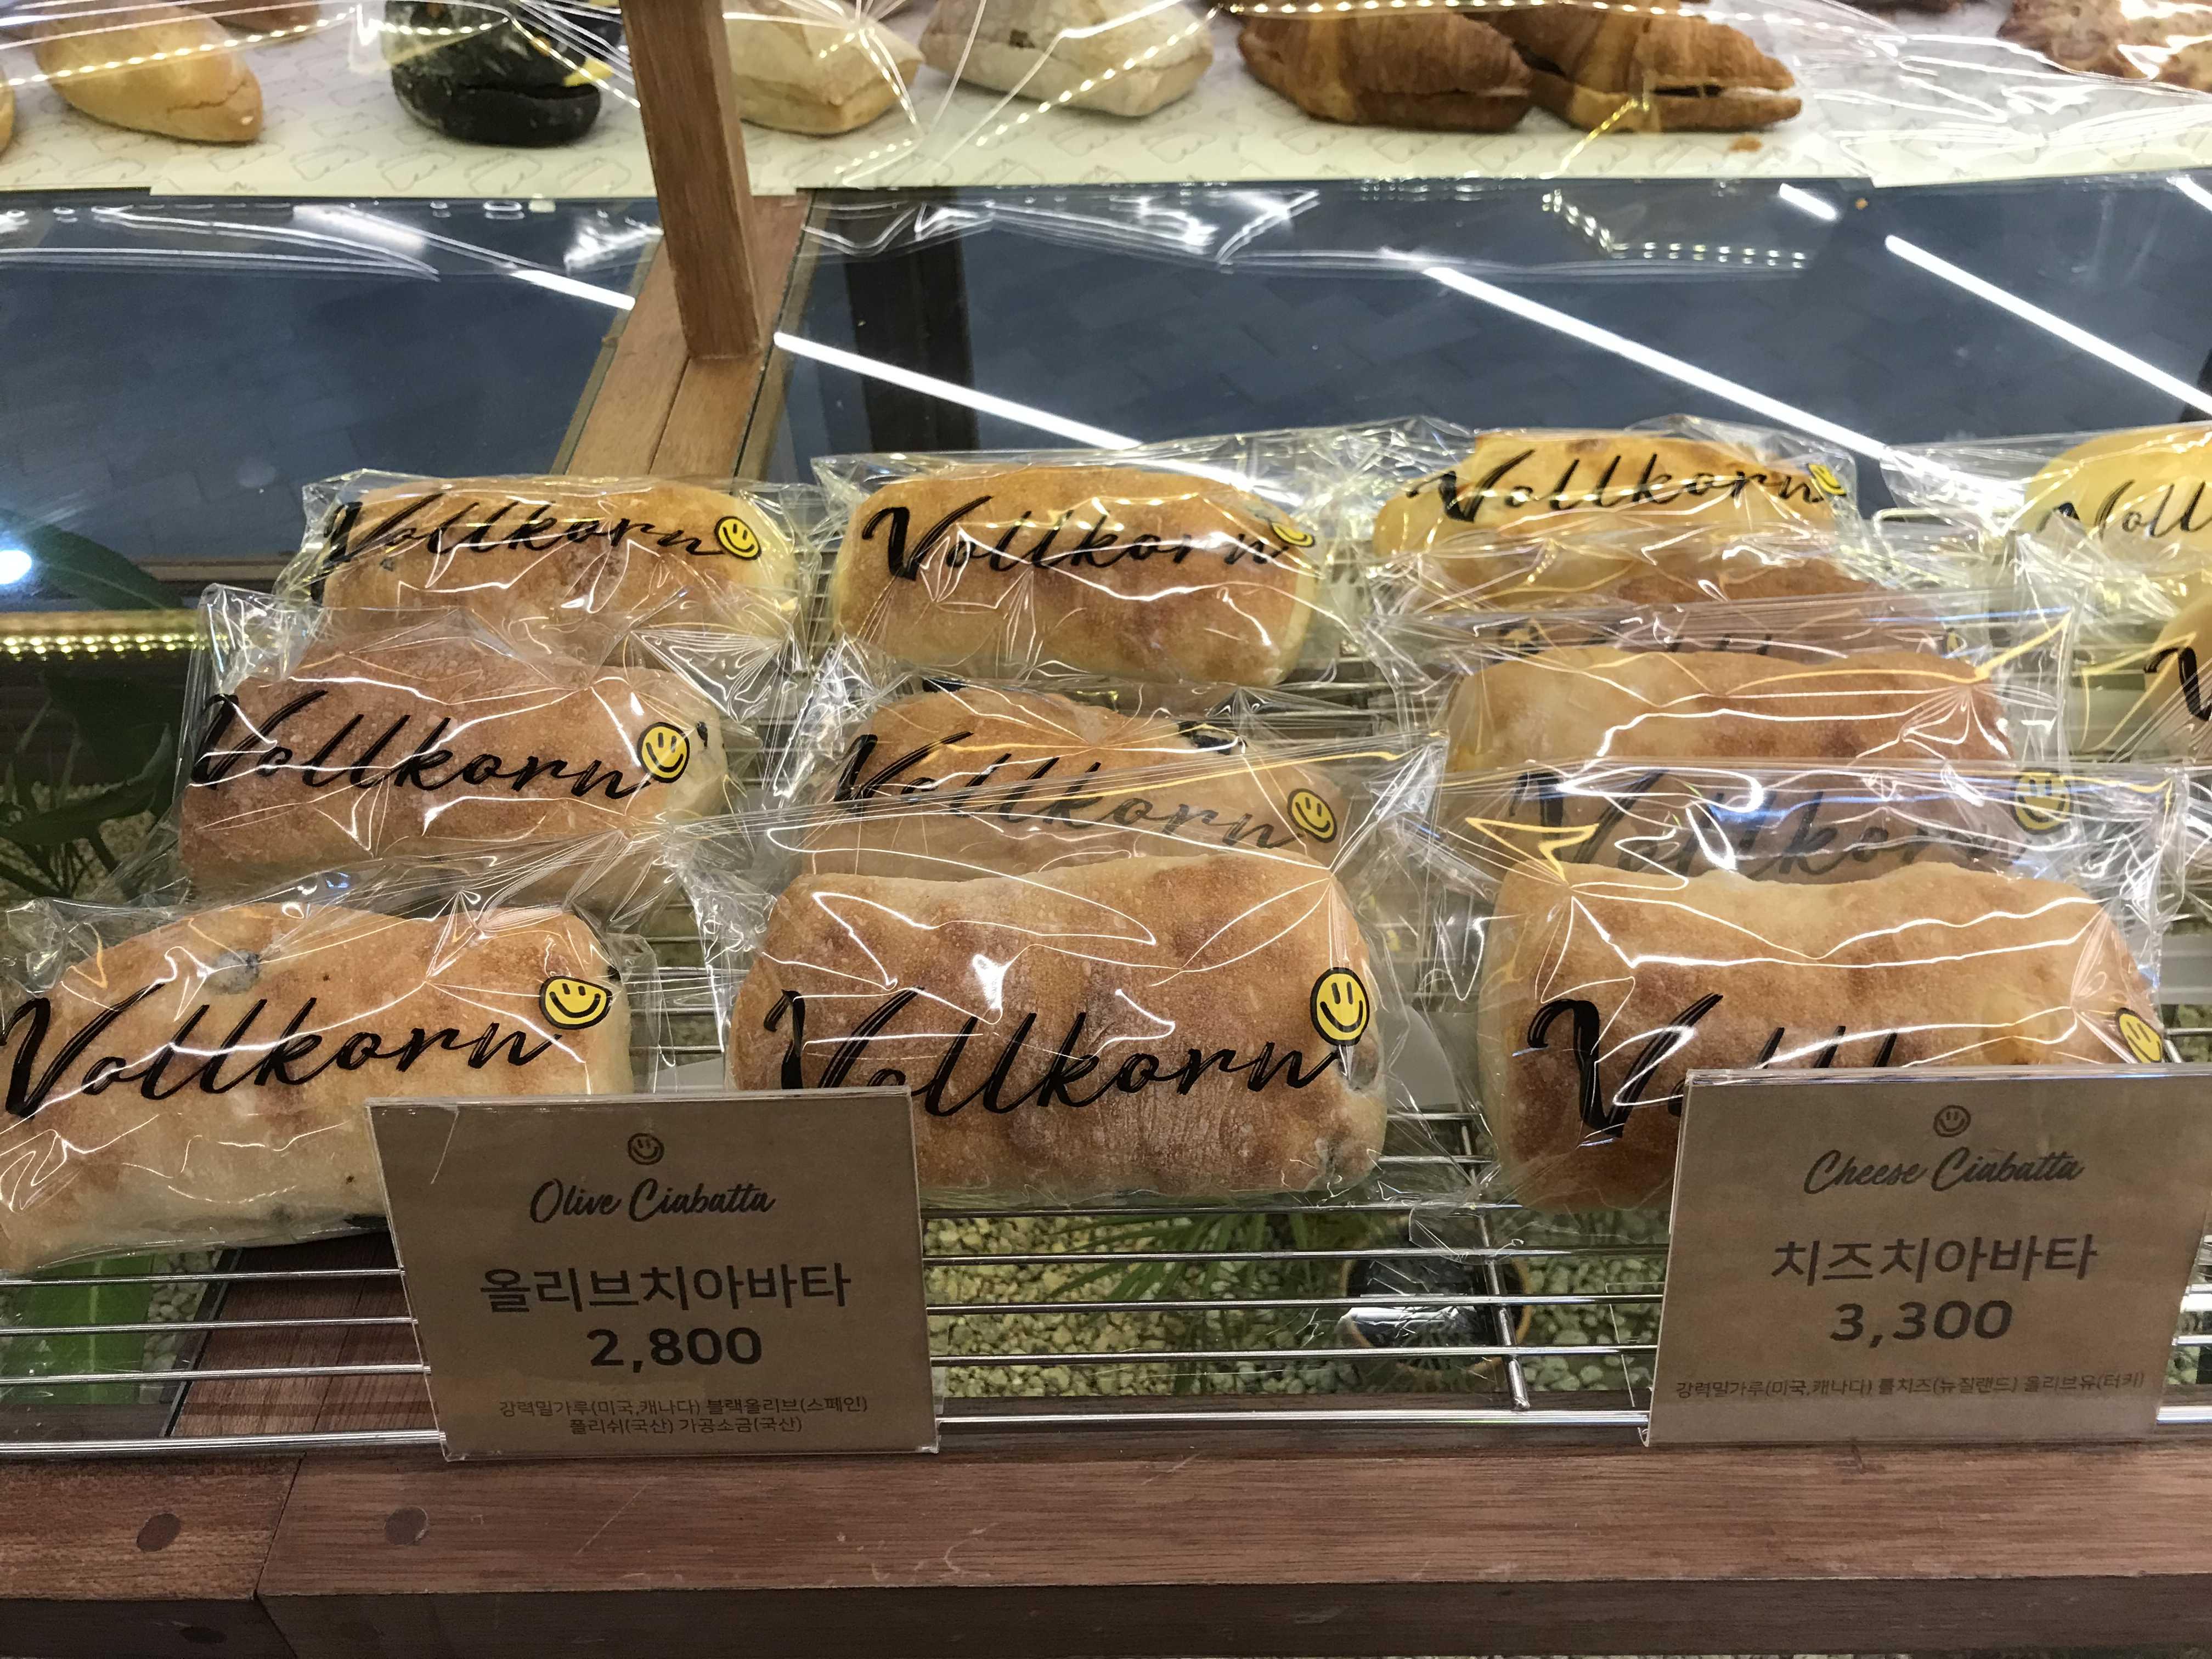 Vollkorn
Vollkorn
Vollkorn
Voll
Vollkorn
Vollkorn
Vollkorn
Vollkorn
Vollkorn
Olive Ciabatta
올리브치아바타
2,800
강력밀가루(미국,캐나다) 블랙올리브(스페인)
폴리쉬(국산) 가공소금(국산)
Cheese Ciabatta
치즈치아바타
3,300
강력밀가루(미국,캐나다) 롤치즈(뉴질랜드) 올리브유(터키)